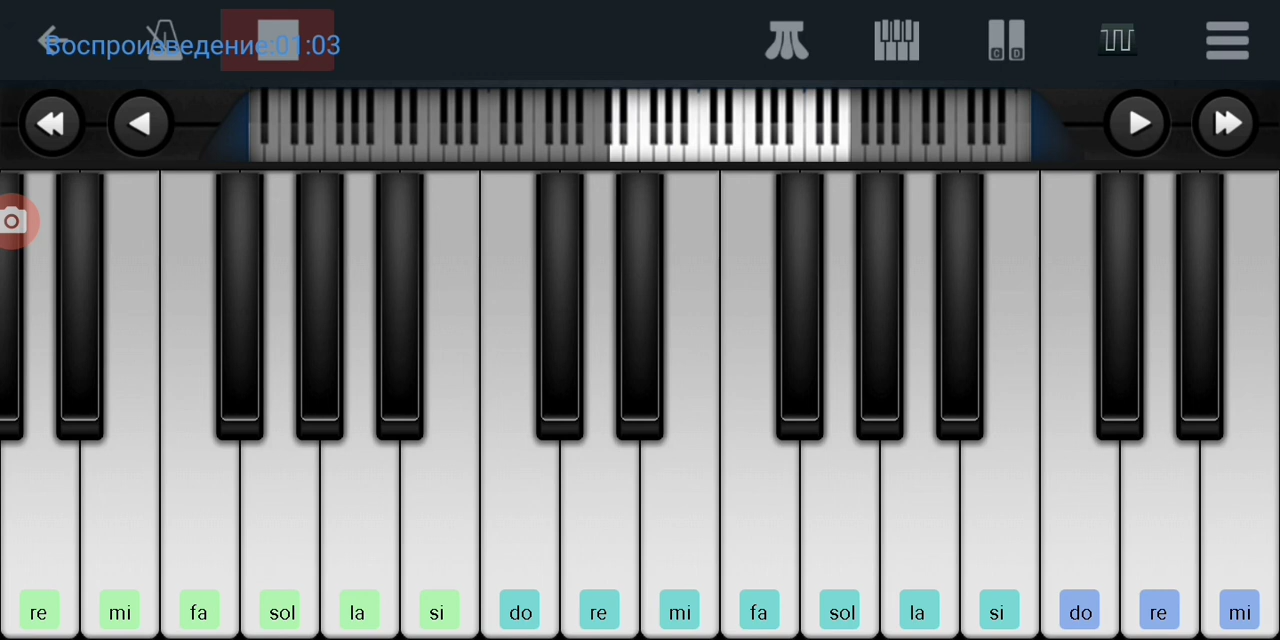 Воспроизведение:01:03
C D
re mi fa sol la si do re mi fa sol la si do re mi